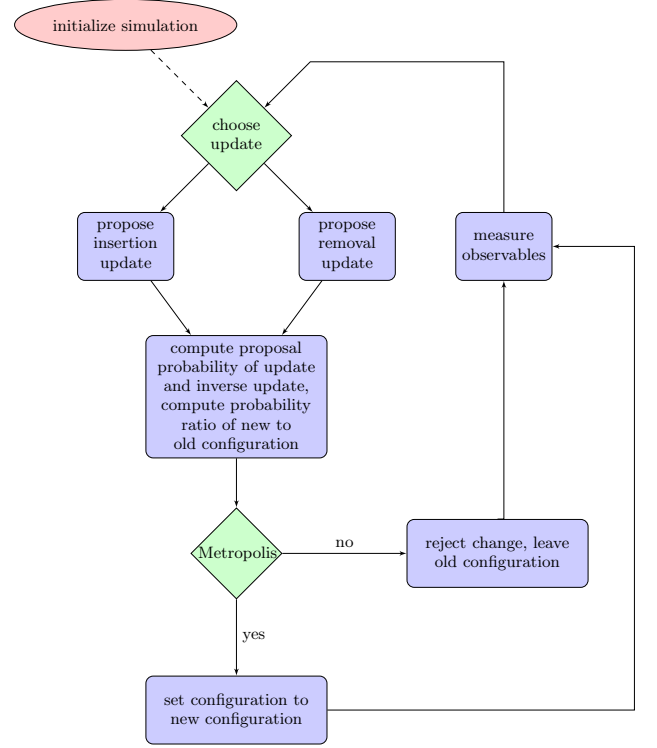 initialize simulation
choose
update
propose
insertion
update
propose
removal
update
measure
observables
compute proposal
probability of update
and inverse update,
compute probability
ratio of new to
old configuration
Metropolis
no
reject change, leave
old configuration
yes
set configuration to
new configuration